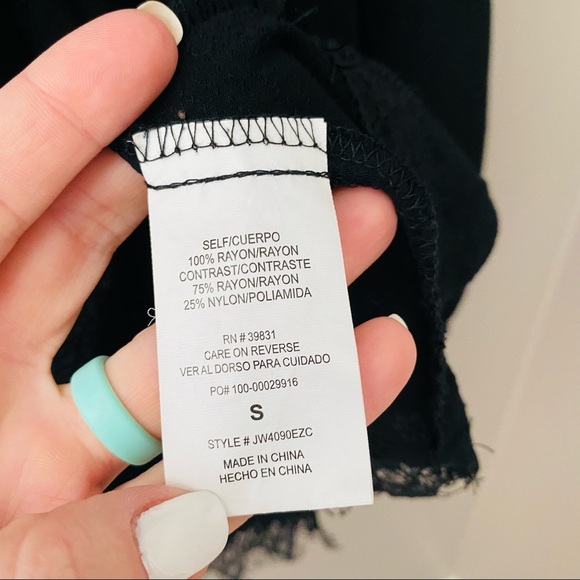 SELF/CUERPO
100% RAYON/RAYON
CONTRAST/CONTRASTE
75% RAYON/RAYON
25% NYLON/POLIAMIDA
RN # 39831
CARE ON REVERSE
VER AL DORSO PARA CUIDADO
PO# 100-00029916
S
STYLE # JW4090EZC
MADE IN CHINA
HECHO EN CHINA